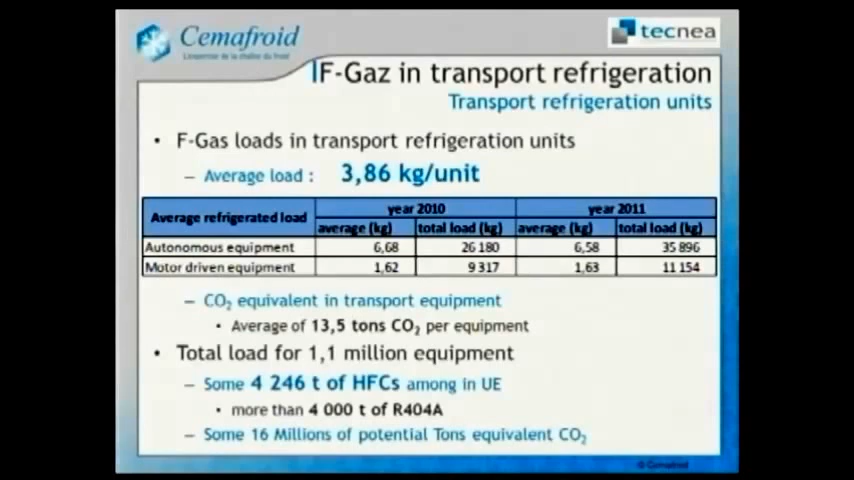 Cemafroid
L'expertise de la chaîne du froid
tecnea
F-Gaz in transport refrigeration
Transport refrigeration units
• F-Gas loads in transport refrigeration units
– Average load : 3,86 kg/unit
Average refrigerated load year 2010 year 2011
average (kg) total load (kg) average (kg) total load (kg)
Autonomous equipment 6,68 26 180 6,58 35 896
Motor driven equipment 1,62 9 317 1,63 11 154
– CO₂ equivalent in transport equipment
• Average of 13,5 tons CO₂ per equipment
• Total load for 1,1 million equipment
– Some 4 246 t of HFCs among in UE
• more than 4 000 t of R404A
– Some 16 Millions of potential Tons equivalent CO₂
© Cemafroid